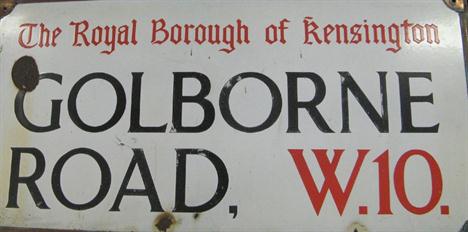 The Royal Borough of Kensington
GOLBORNE
ROAD, W.10.